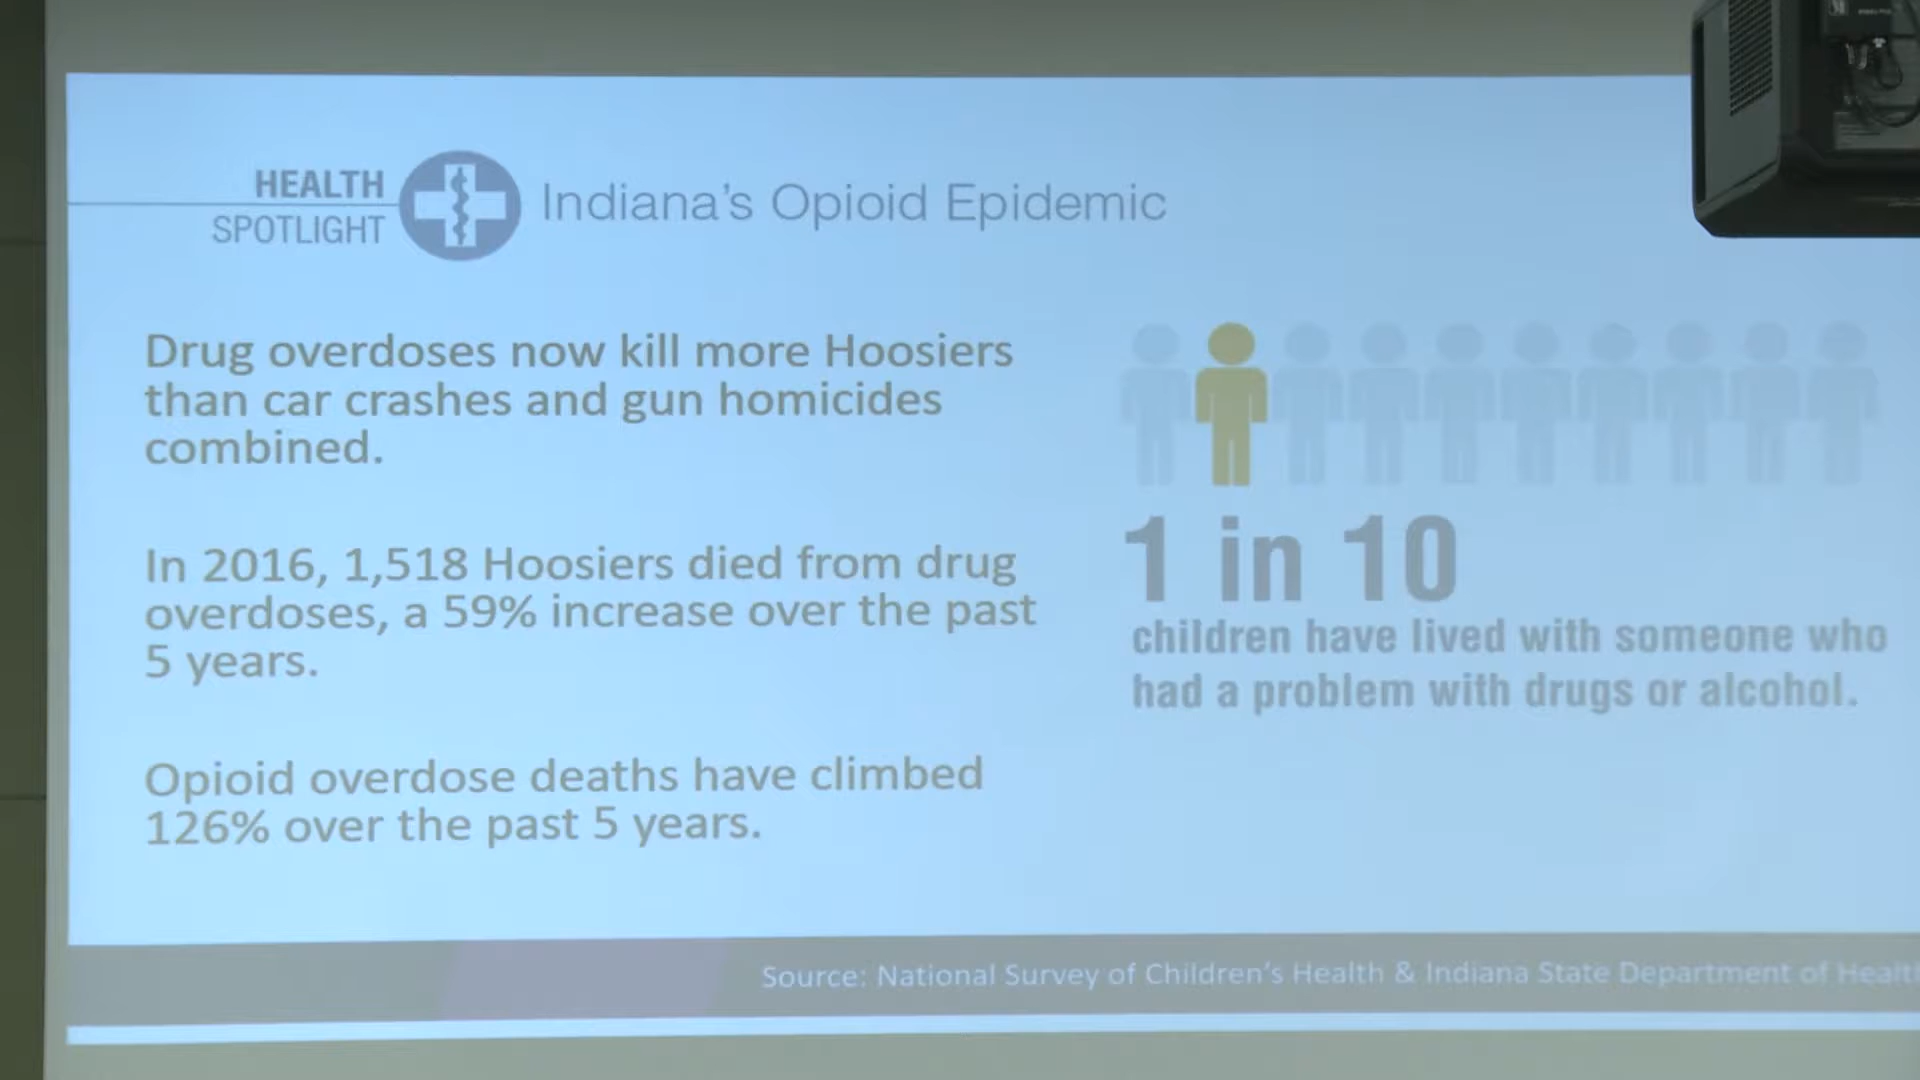 HEALTH
SPOTLIGHT
Indiana's Opioid Epidemic
Drug overdoses now kill more Hoosiers
than car crashes and gun homicides
combined.
In 2016, 1,518 Hoosiers died from drug
overdoses, a 59% increase over the past
5 years.
Opioid overdose deaths have climbed
126% over the past 5 years.
1 in 10
children have lived with someone who
had a problem with drugs or alcohol.
Source: National Survey of Children's Health & Indiana State Department of Healt